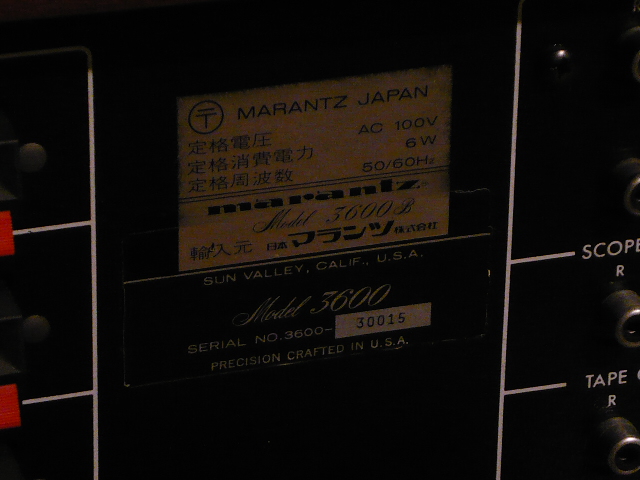 〒 MARANTZ JAPAN
定格電圧 AC 100V
定格消費電力 6W
定格周波数 50/60Hz
marantz
Model 3600B
輸入元 日本マランツ株式会社
SUN VALLEY, CALIF., U.S.A.
Model 3600
SERIAL NO.3600-30015
PRECISION CRAFTED IN U.S.A.
SCOPE
R
TAPE
R